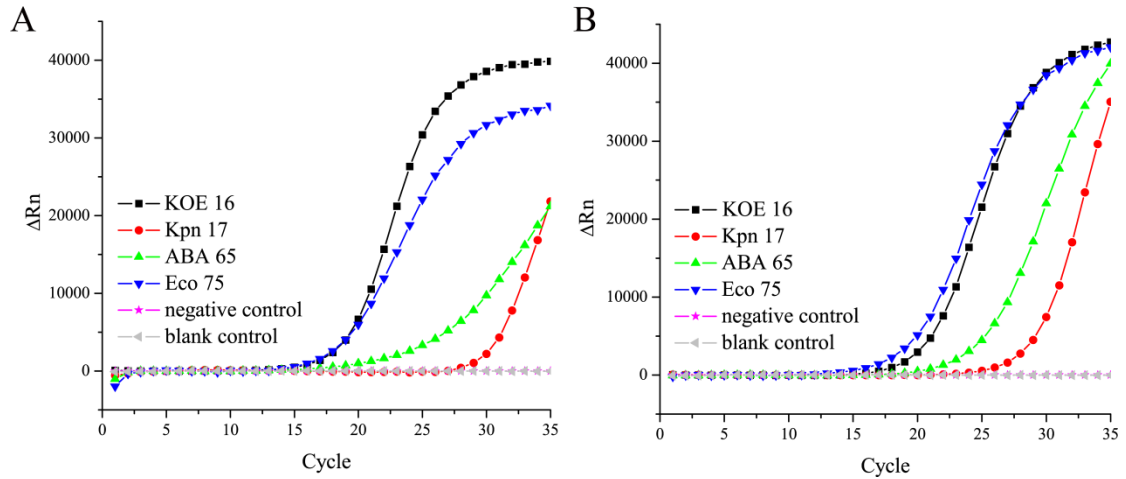 A
ΔRn
40000
30000
20000
10000
0
KOE 16
Kpn 17
ABA 65
Eco 75
negative control
blank control
0 5 10 15 20 25 30 35
Cycle
B
ΔRn
40000
30000
20000
10000
0
KOE 16
Kpn 17
ABA 65
Eco 75
negative control
blank control
0 5 10 15 20 25 30 35
Cycle